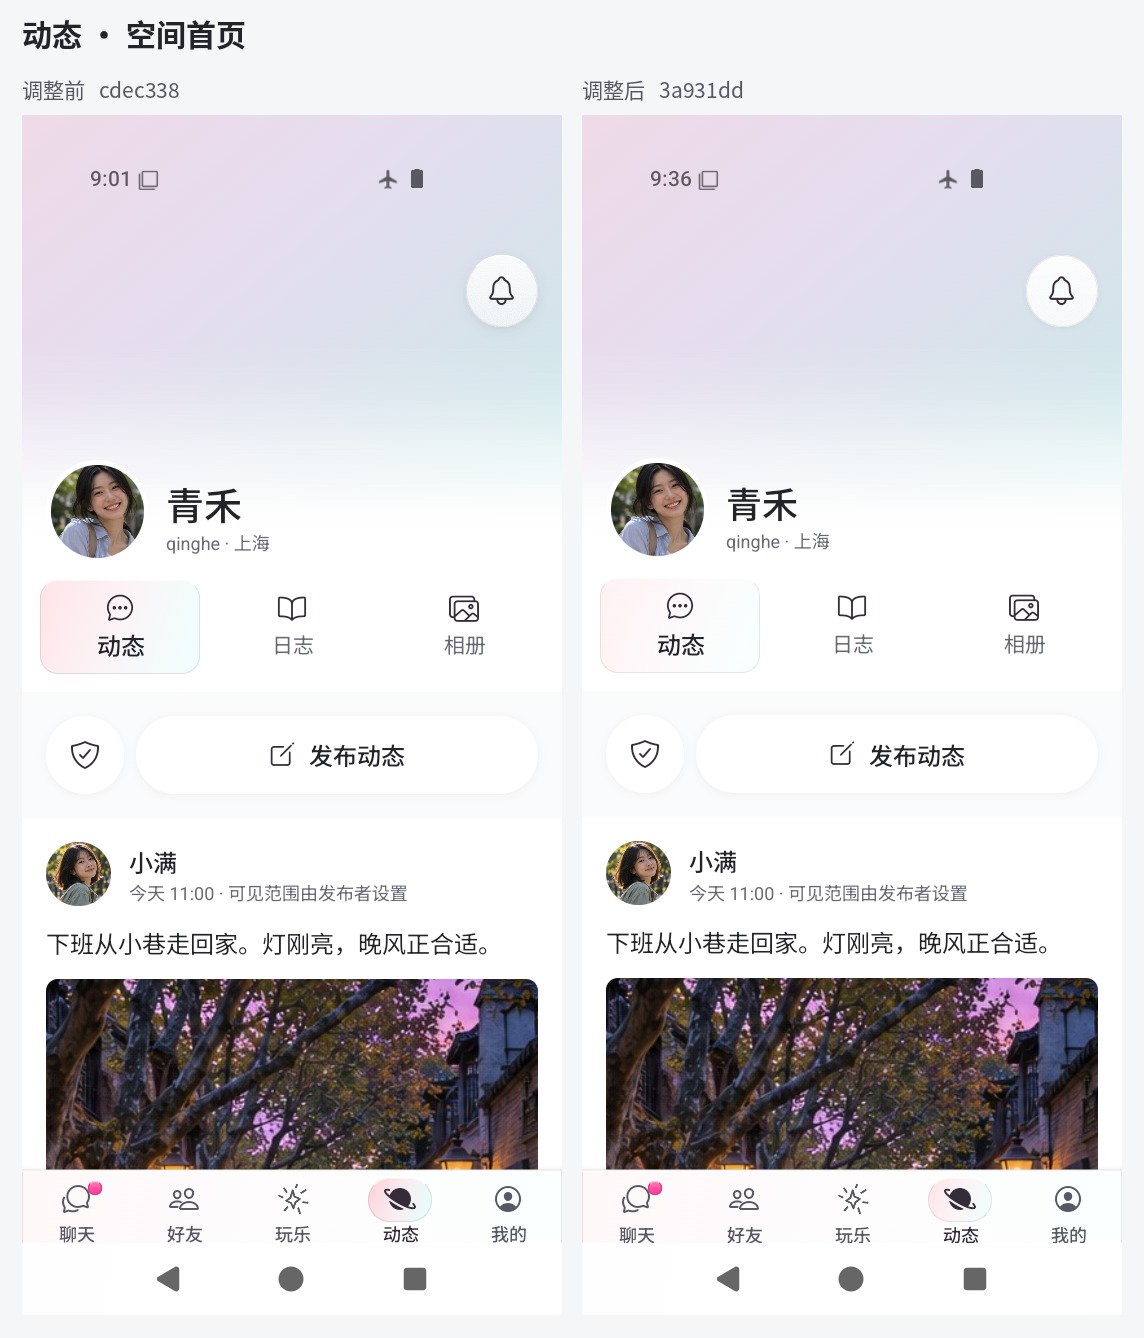 动态 · 空间首页
调整前 cdec338
9:01
青禾
qinghe · 上海
动态
日志
相册
发布动态
小满
今天 11:00 · 可见范围由发布者设置
下班从小巷走回家。灯刚亮，晚风正合适。
聊天
好友
玩乐
动态
我的
调整后 3a931dd
9:36
青禾
qinghe · 上海
动态
日志
相册
发布动态
小满
今天 11:00 · 可见范围由发布者设置
下班从小巷走回家。灯刚亮，晚风正合适。
聊天
好友
玩乐
动态
我的